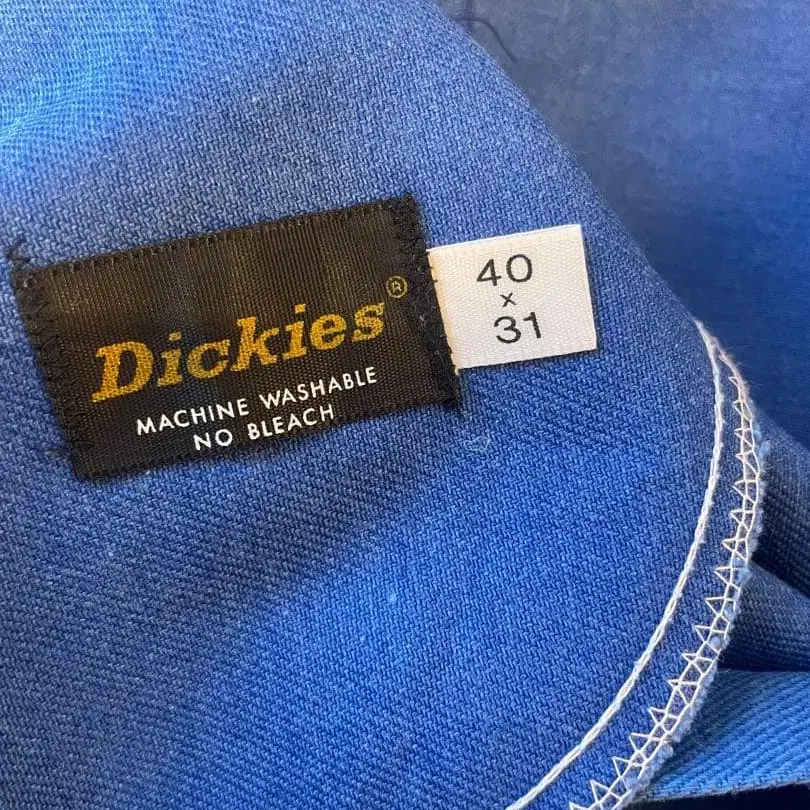 Dickies®
MACHINE WASHABLE
NO BLEACH
40
x
31